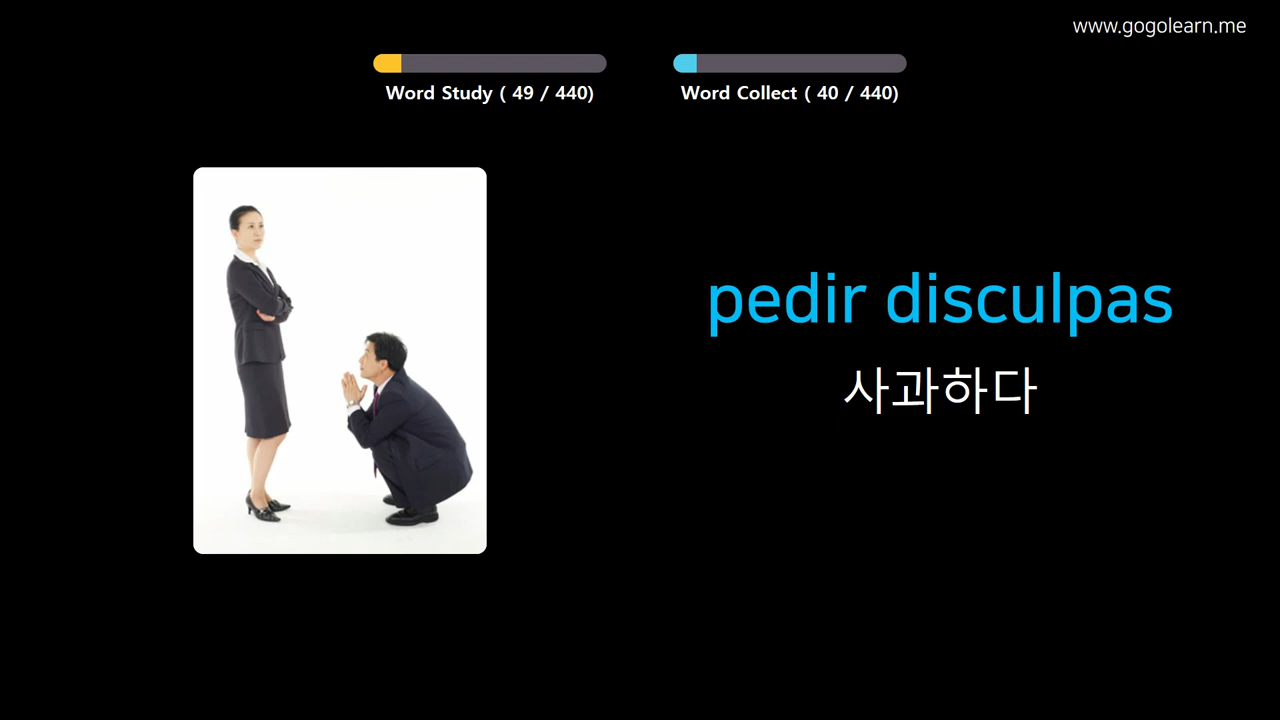 www.gogolearn.me
Word Study ( 49 / 440)
Word Collect ( 40 / 440)
pedir disculpas
사과하다